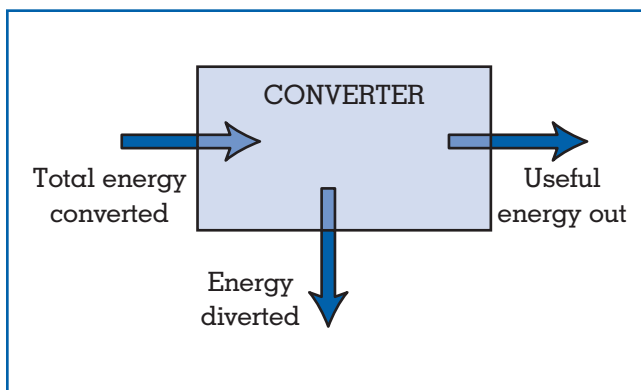 CONVERTER
Total energy
converted
Useful
energy out
Energy
diverted